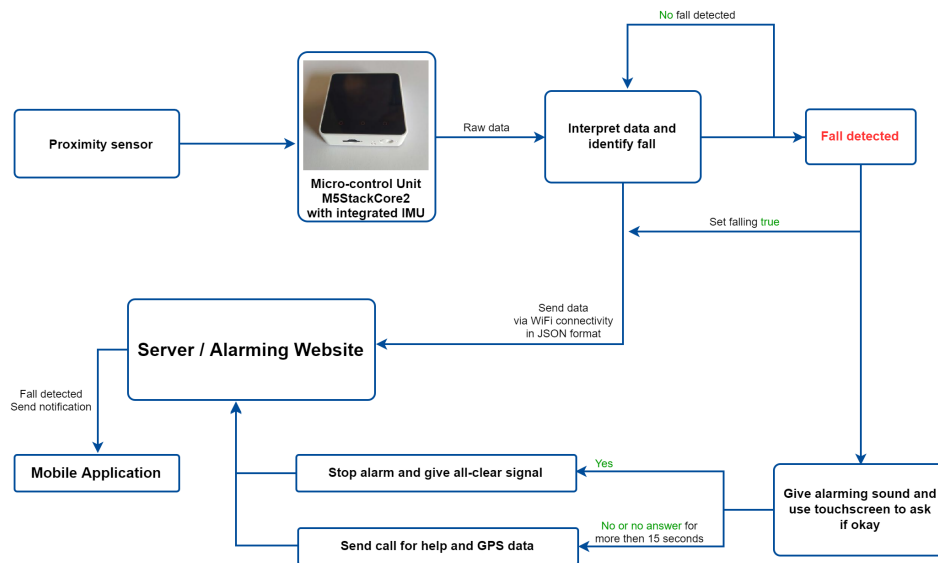 No fall detected
Proximity sensor
Micro-control Unit
M5StackCore2
with integrated IMU
Raw data
Interpret data and
identify fall
Fall detected
Set falling true
Send data
via WiFi connectivity
in JSON format
Server / Alarming Website
Fall detected
Send notification
Mobile Application
Stop alarm and give all-clear signal
Yes
Send call for help and GPS data
No or no answer for
more then 15 seconds
Give alarming sound and
use touchscreen to ask
if okay